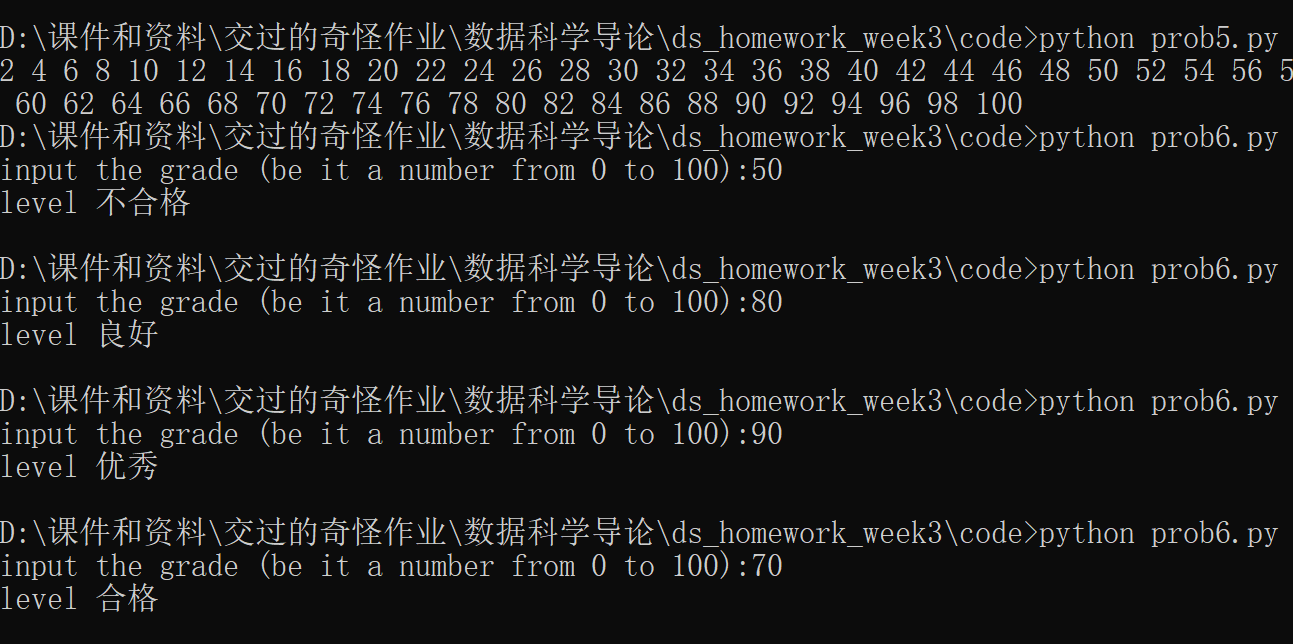 D:\课件和资料\交过的奇怪作业\数据科学导论\ds_homework_week3\code>python prob5.py
2 4 6 8 10 12 14 16 18 20 22 24 26 28 30 32 34 36 38 40 42 44 46 48 50 52 54 56 5
60 62 64 66 68 70 72 74 76 78 80 82 84 86 88 90 92 94 96 98 100
D:\课件和资料\交过的奇怪作业\数据科学导论\ds_homework_week3\code>python prob6.py
input the grade (be it a number from 0 to 100):50
level 不合格
D:\课件和资料\交过的奇怪作业\数据科学导论\ds_homework_week3\code>python prob6.py
input the grade (be it a number from 0 to 100):80
level 良好
D:\课件和资料\交过的奇怪作业\数据科学导论\ds_homework_week3\code>python prob6.py
input the grade (be it a number from 0 to 100):90
level 优秀
D:\课件和资料\交过的奇怪作业\数据科学导论\ds_homework_week3\code>python prob6.py
input the grade (be it a number from 0 to 100):70
level 合格